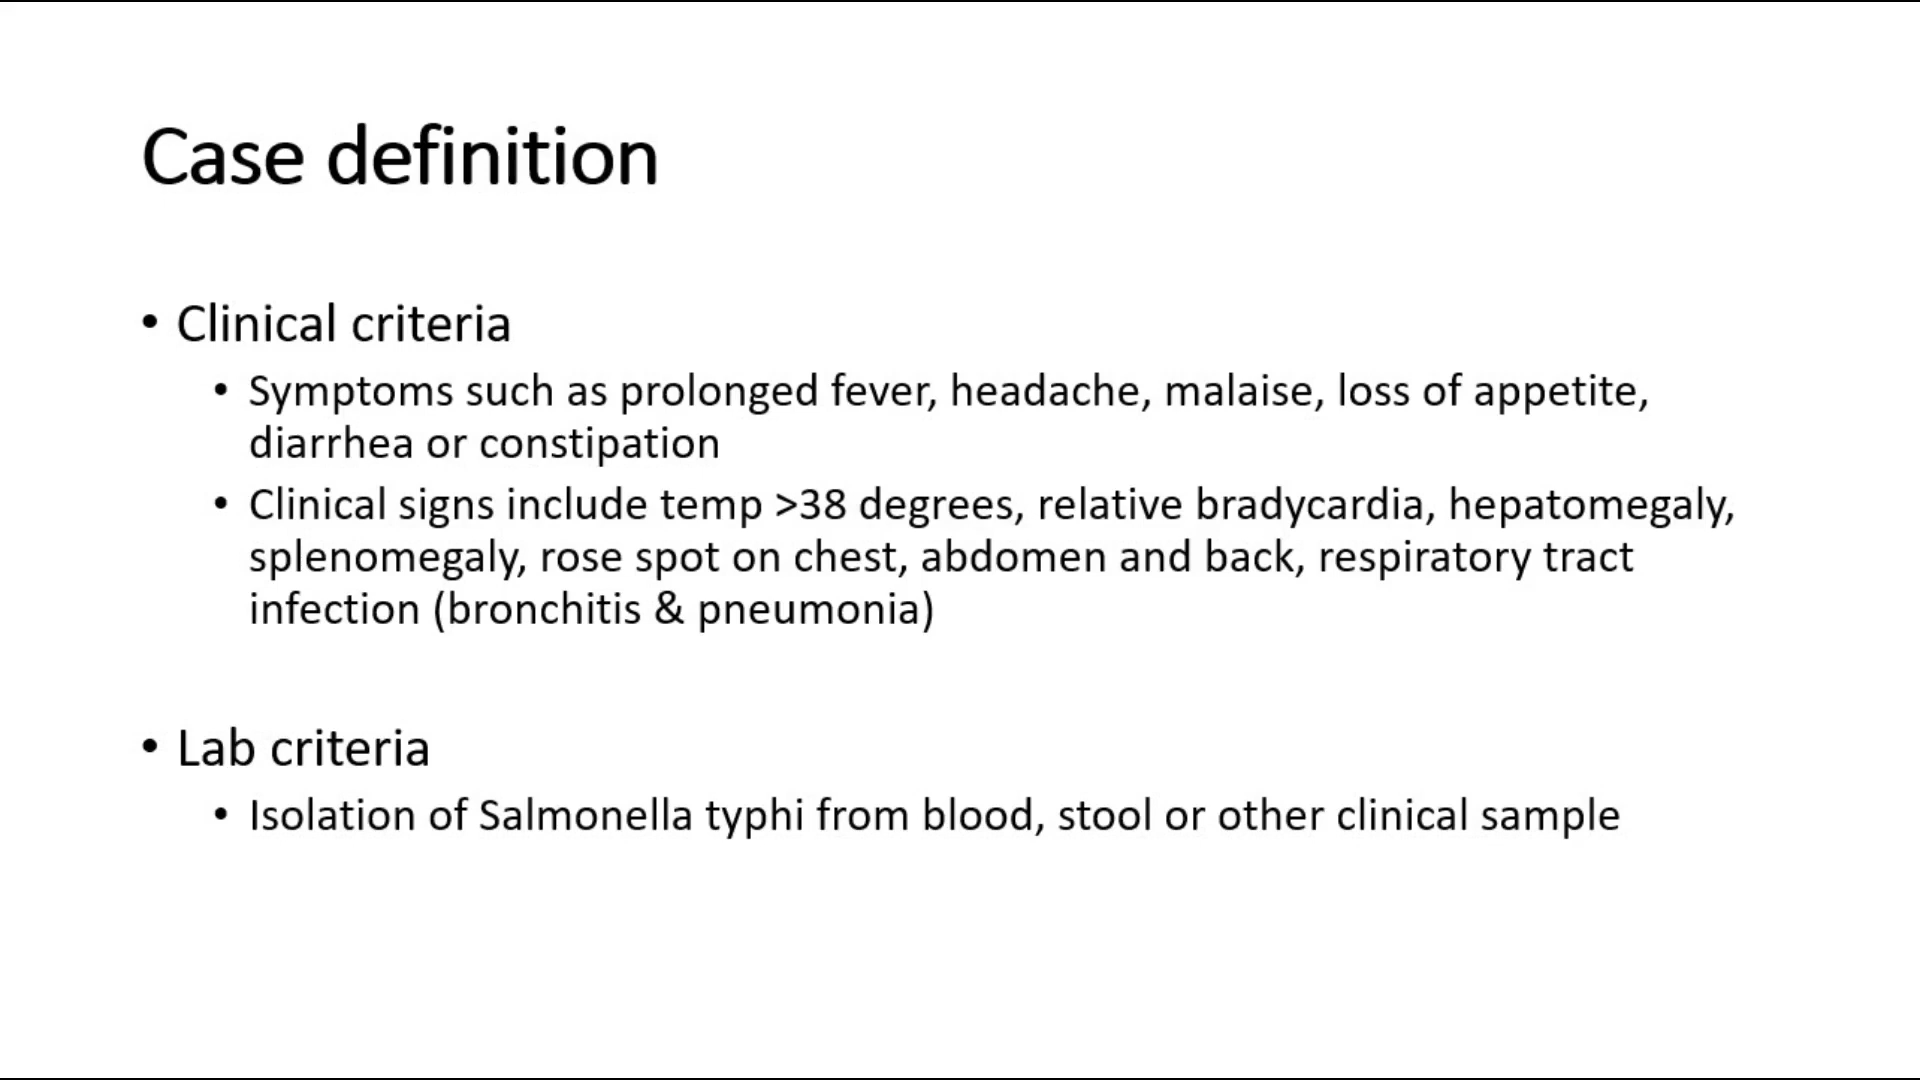 Case definition
• Clinical criteria
• Symptoms such as prolonged fever, headache, malaise, loss of appetite,
diarrhea or constipation
• Clinical signs include temp >38 degrees, relative bradycardia, hepatomegaly,
splenomegaly, rose spot on chest, abdomen and back, respiratory tract
infection (bronchitis & pneumonia)
• Lab criteria
• Isolation of Salmonella typhi from blood, stool or other clinical sample